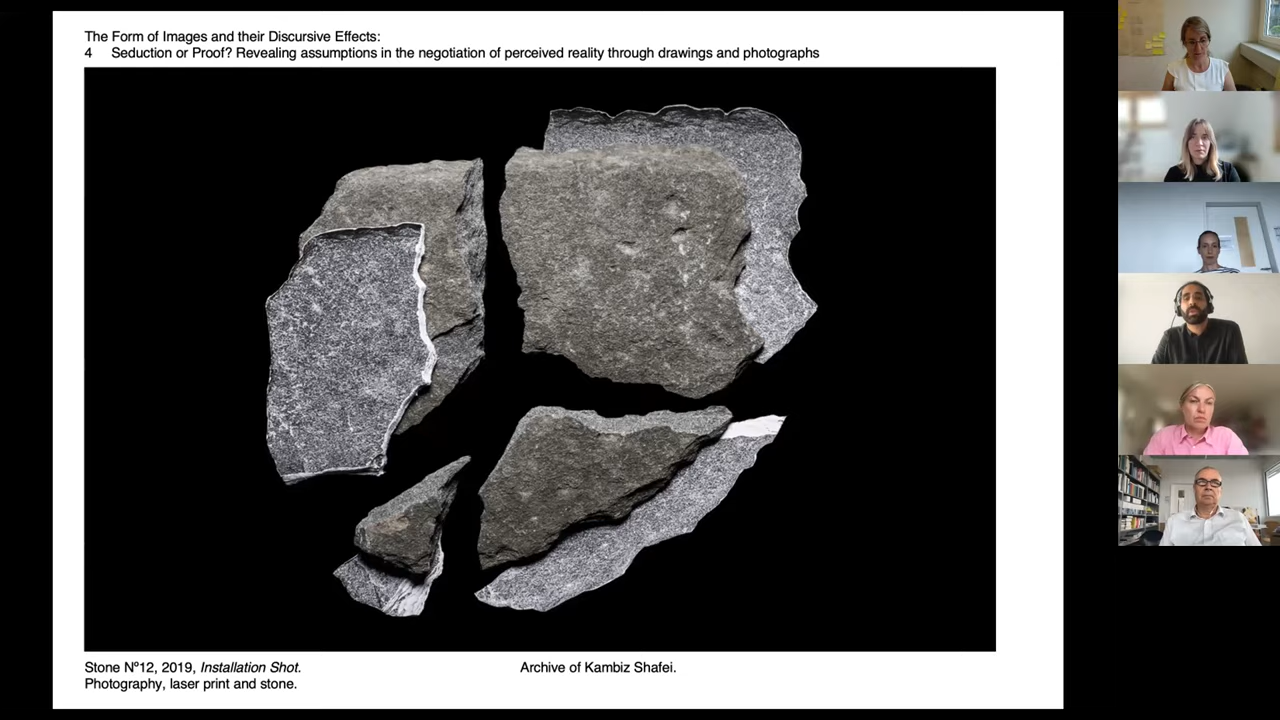 The Form of Images and their Discursive Effects:
4 Seduction or Proof? Revealing assumptions in the negotiation of perceived reality through drawings and photographs
Stone Nº12, 2019, Installation Shot.
Photography, laser print and stone.
Archive of Kambiz Shafei.